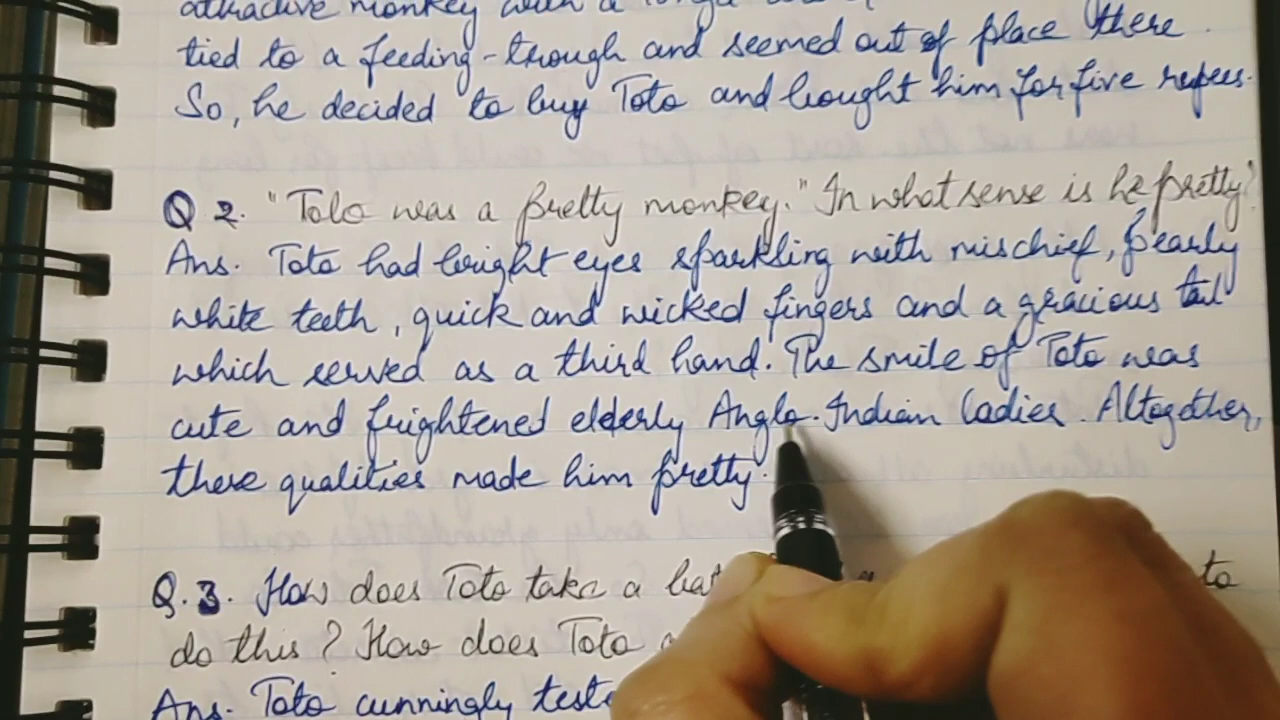 attractive monkey with a
tied to a feeding-trough and seemed out of place there.
So, he decided to buy Toto and bought him for five rupees.
Q 2. "Toto was a pretty monkey." In what sense is he pretty?
Ans. Toto had bright eyes sparkling with mischief, pearly
white teeth, quick and wicked fingers and a gracious tail
which served as a third hand. The smile of Toto was
cute and frightened elderly Anglo-Indian ladies. Altogether,
these qualities made him pretty.
Q.3. How does Toto take a to
do this? How does Toto
Ans. Toto cunningly